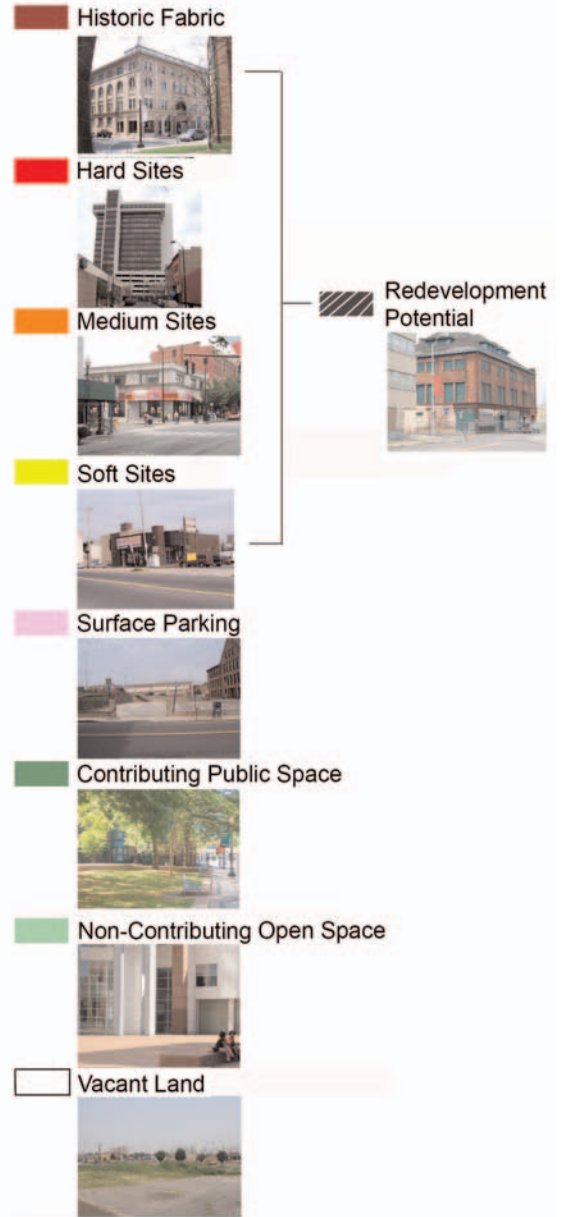 Historic Fabric
Hard Sites
Medium Sites
Redevelopment
Potential
Soft Sites
Surface Parking
Contributing Public Space
Non-Contributing Open Space
Vacant Land